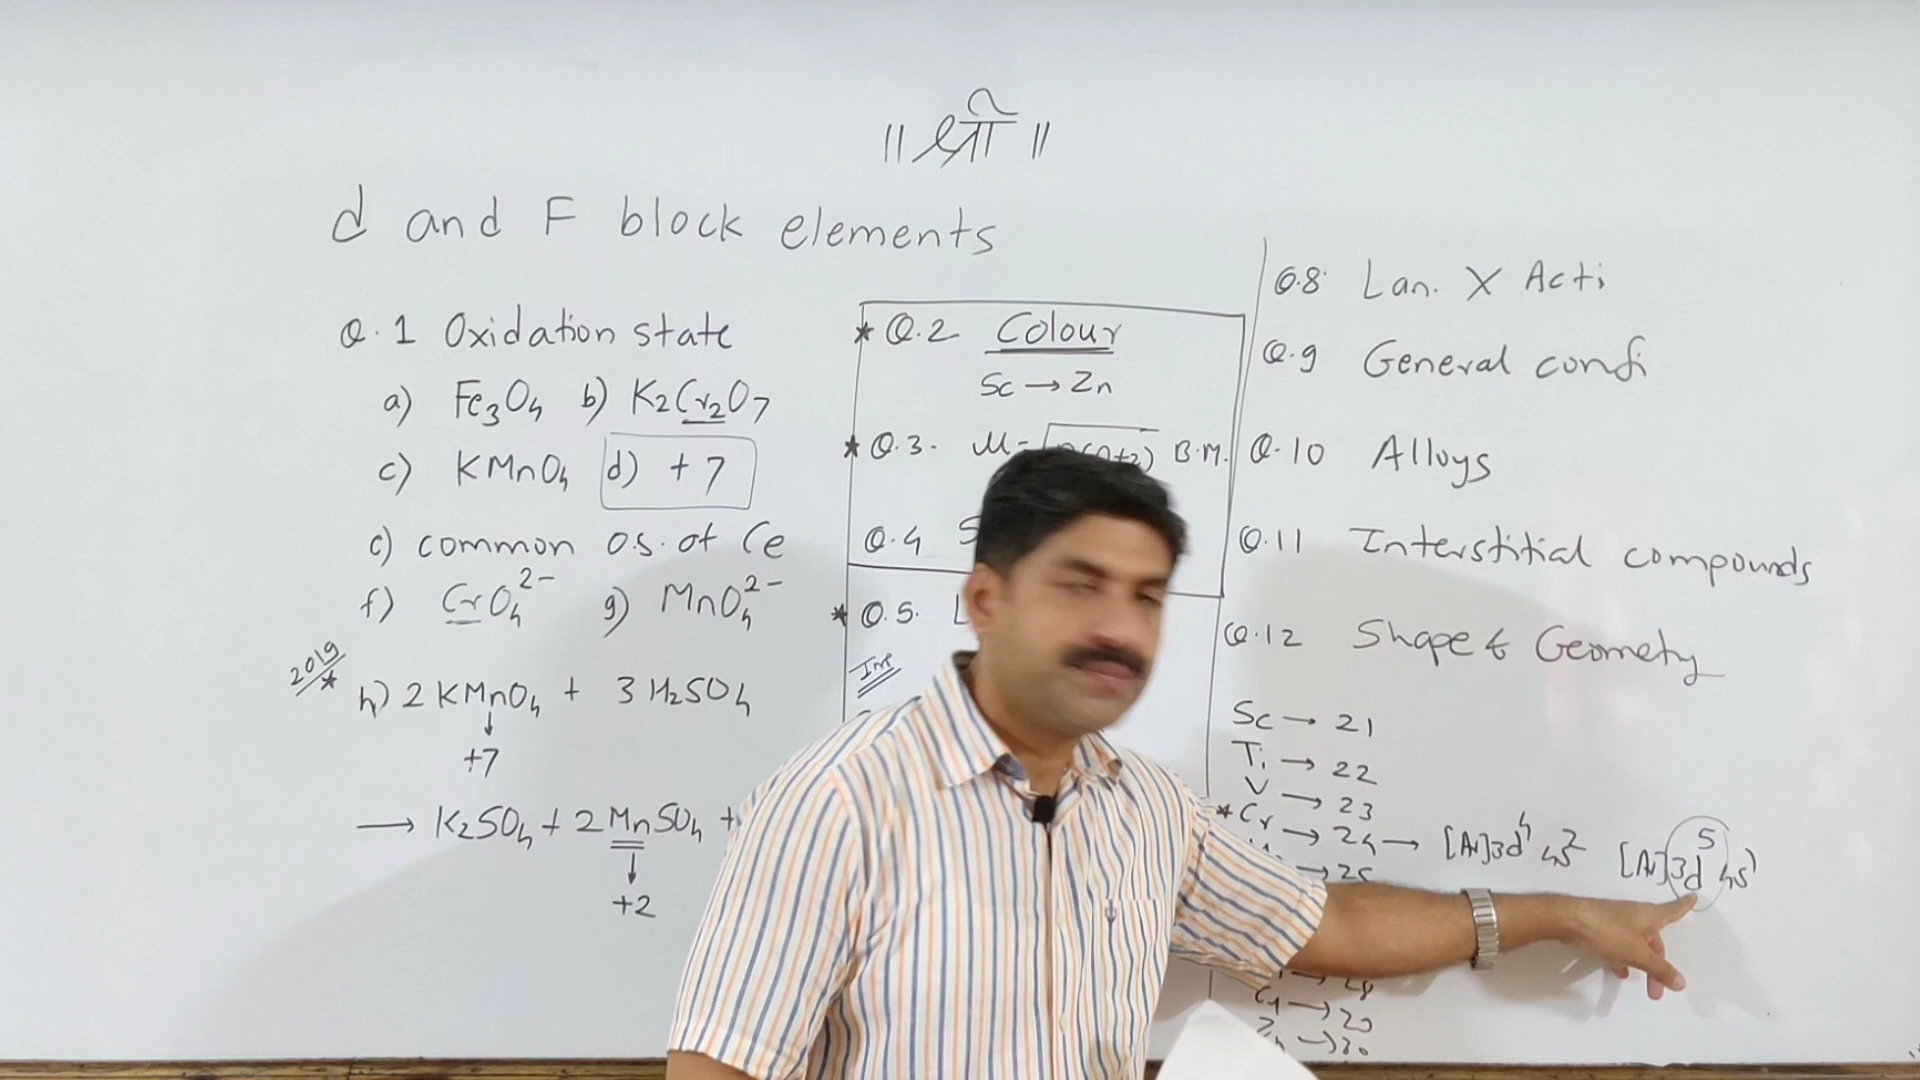 ॥ श्री ॥
d and F block elements
Q.1 Oxidation state
a) Fe3O4 b) K2Cr2O7
c) KMnO4 d) +7
c) common o.s. of Ce
f) CrO4 2- g) MnO4 2-
2019
* h) 2 KMnO4 + 3 H2SO4
↓
+7
→ K2SO4 + 2 MnSO4 +
↓
+2
* Q.2 Colour
Sc → Zn
* Q.3. B.M.
Q.4
* Q.5. L
Imp
Q.8 Lan. X Acti
Q.9 General confi
Q.10 Alloys
Q.11 Interstitial compounds
Q.12 Shape & Geometry
Sc → 21
Ti → 22
V → 23
* Cr → 24 → [Ar]3d4 4s2 [Ar]3d5 4s1
→ 25
→ 28
→ 30